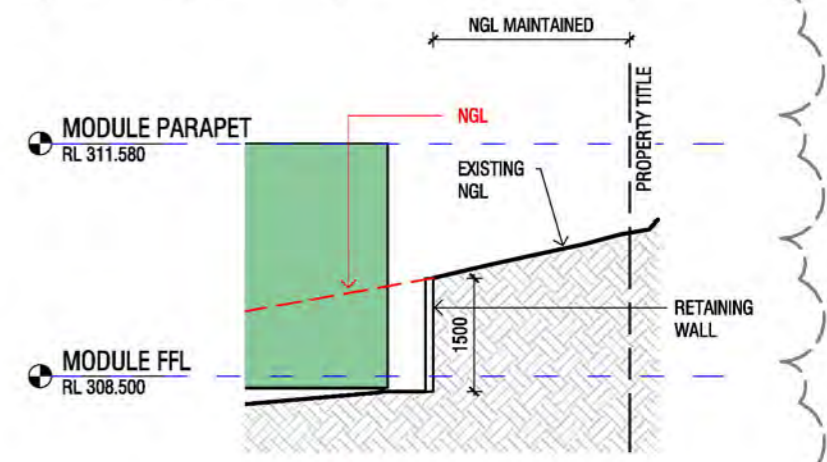 NGL MAINTAINED
PROPERTY TITLE
MODULE PARAPET
RL 311.580
NGL
EXISTING
NGL
RETAINING
WALL
1500
MODULE FFL
RL 308.500